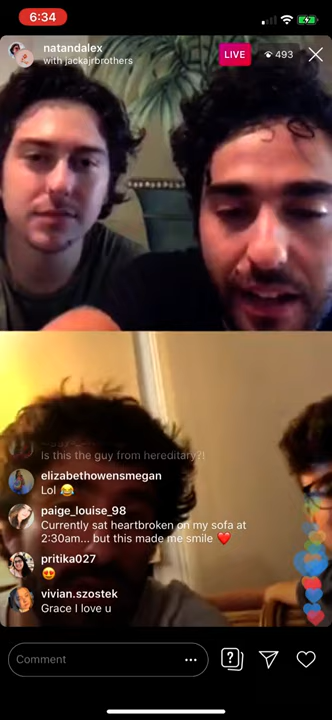 6:34
natandalex
with jackajrbrothers
LIVE
493
Is this the guy from hereditary?!
elizabethowensmegan
Lol 😂
paige_louise_98
Currently sat heartbroken on my sofa at
2:30am... but this made me smile ❤️
pritika027
😍
vivian.szostek
Grace I love u
Comment